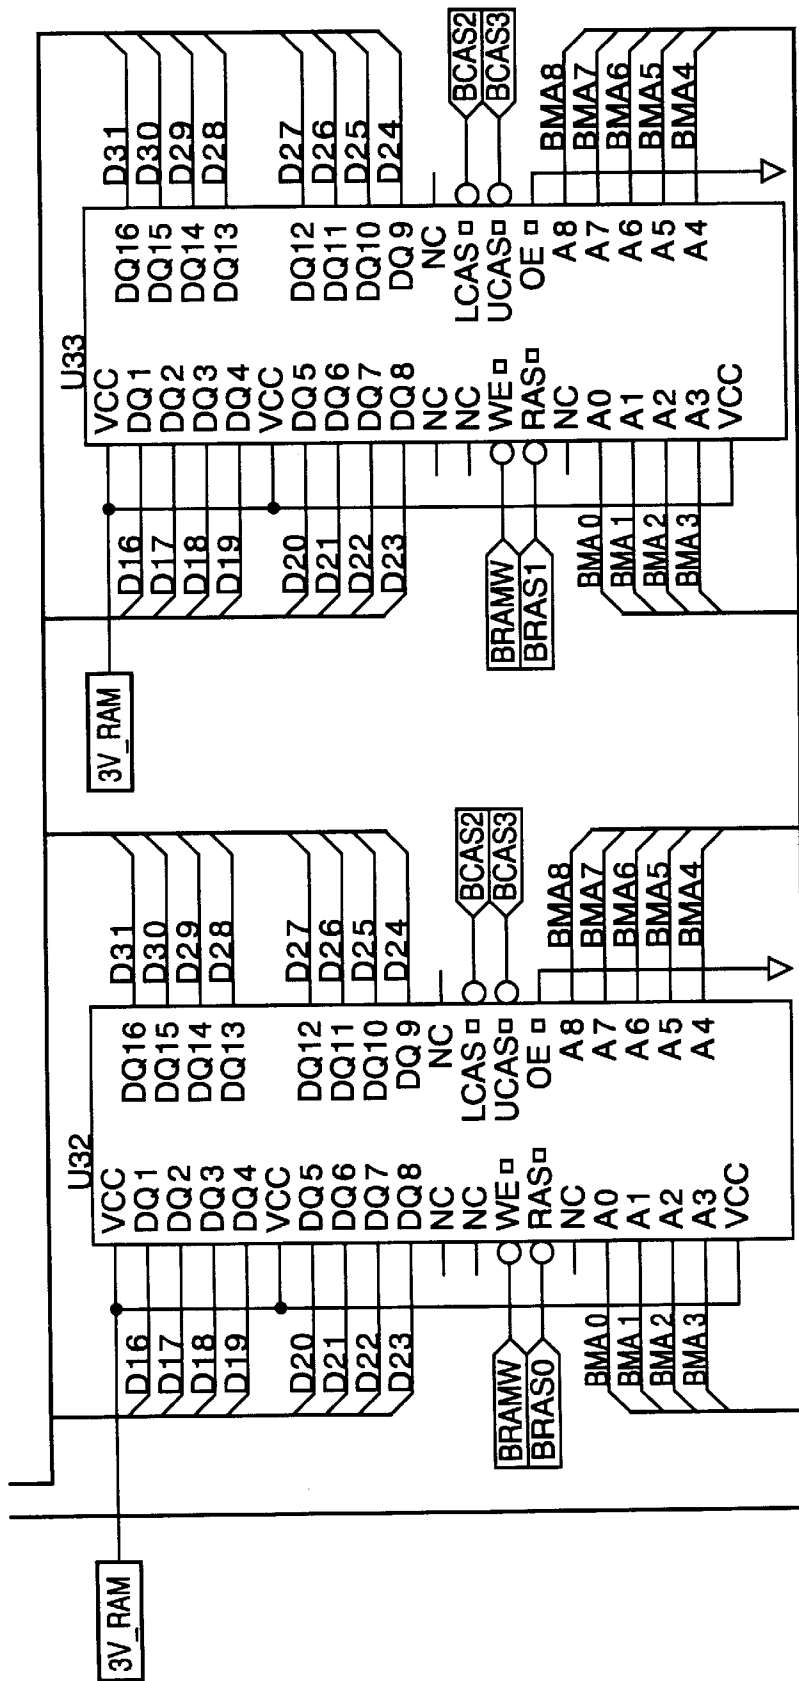 3V_RAM
U32
VCC
D16 DQ1 DQ16 D31
D17 DQ2 DQ15 D30
D18 DQ3 DQ14 D29
D19 DQ4 DQ13 D28
VCC
D20 DQ5 DQ12 D27
D21 DQ6 DQ11 D26
D22 DQ7 DQ10 D25
D23 DQ8 DQ9 D24
NC NC
NC LCAS□ BCAS2
BRAMW WE□ UCAS□ BCAS3
BRAS0 RAS□ OE□
NC A8 BMA8
BMA0 A0 A7 BMA7
BMA1 A1 A6 BMA6
BMA2 A2 A5 BMA5
BMA3 A3 A4 BMA4
VCC
3V_RAM
U33
VCC
D16 DQ1 DQ16 D31
D17 DQ2 DQ15 D30
D18 DQ3 DQ14 D29
D19 DQ4 DQ13 D28
VCC
D20 DQ5 DQ12 D27
D21 DQ6 DQ11 D26
D22 DQ7 DQ10 D25
D23 DQ8 DQ9 D24
NC NC
NC LCAS□ BCAS2
BRAMW WE□ UCAS□ BCAS3
BRAS1 RAS□ OE□
NC A8 BMA8
BMA0 A0 A7 BMA7
BMA1 A1 A6 BMA6
BMA2 A2 A5 BMA5
BMA3 A3 A4 BMA4
VCC